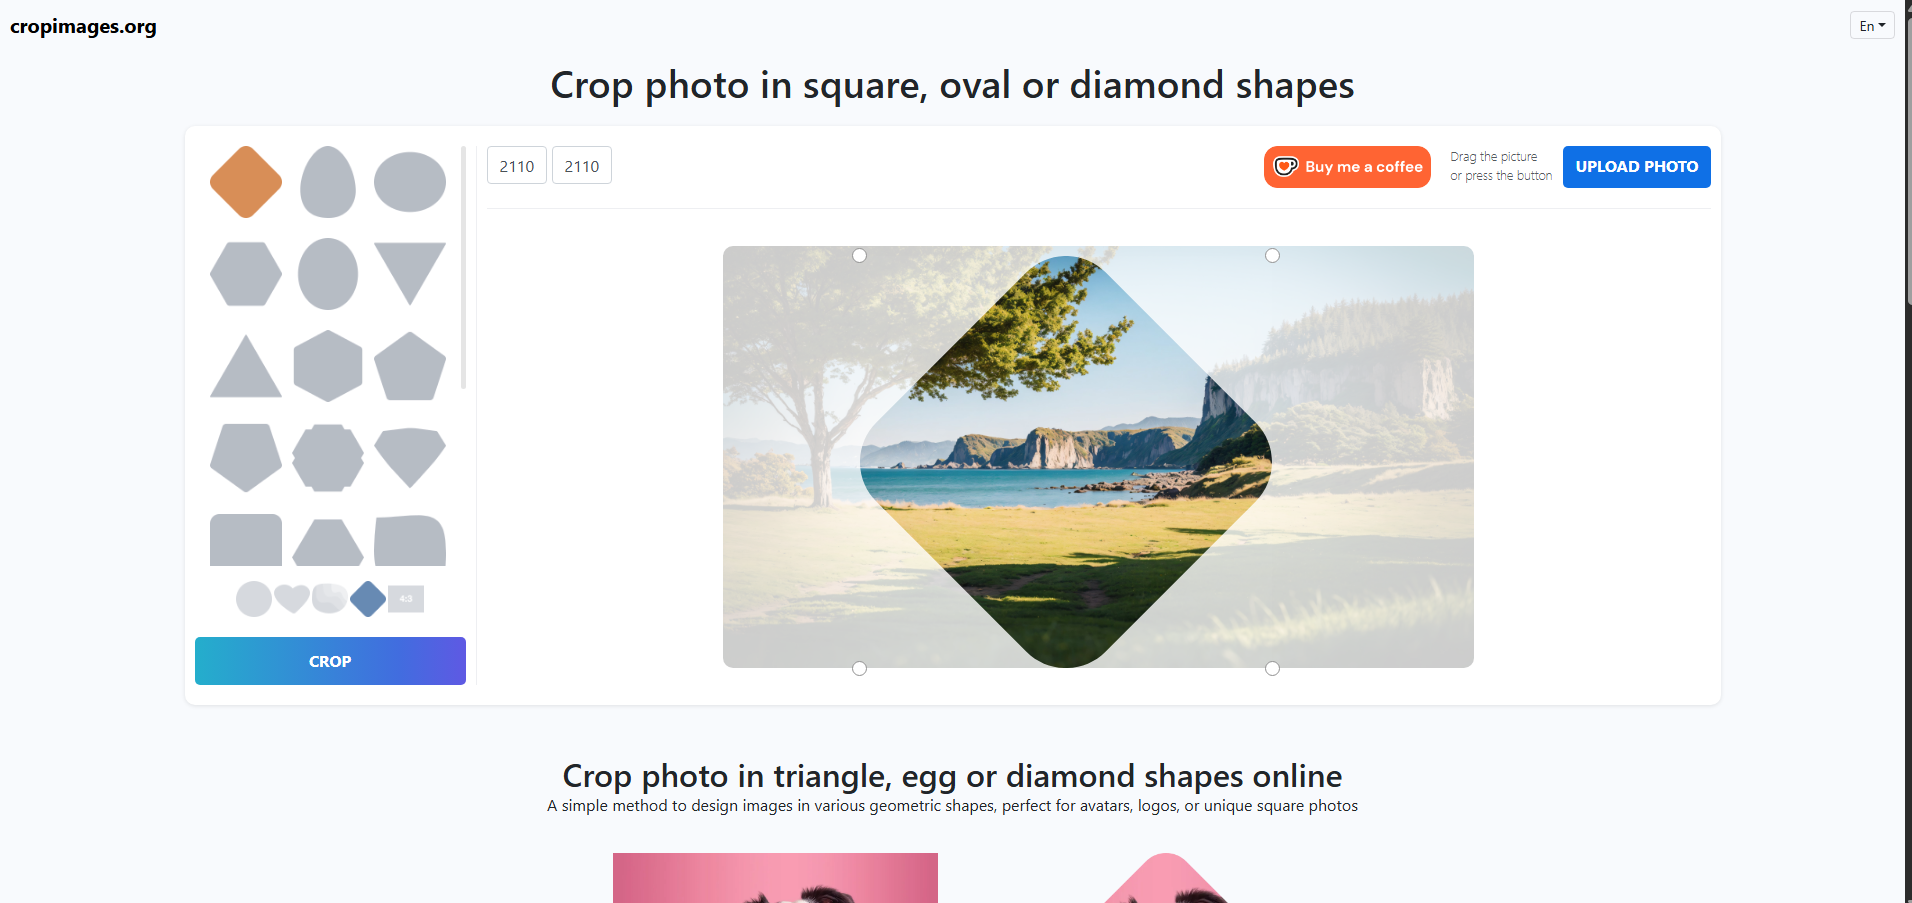 cropimages.org
En
Crop photo in square, oval or diamond shapes
2110
2110
Buy me a coffee
Drag the picture
or press the button
UPLOAD PHOTO
4:3
CROP
Crop photo in triangle, egg or diamond shapes online
A simple method to design images in various geometric shapes, perfect for avatars, logos, or unique square photos